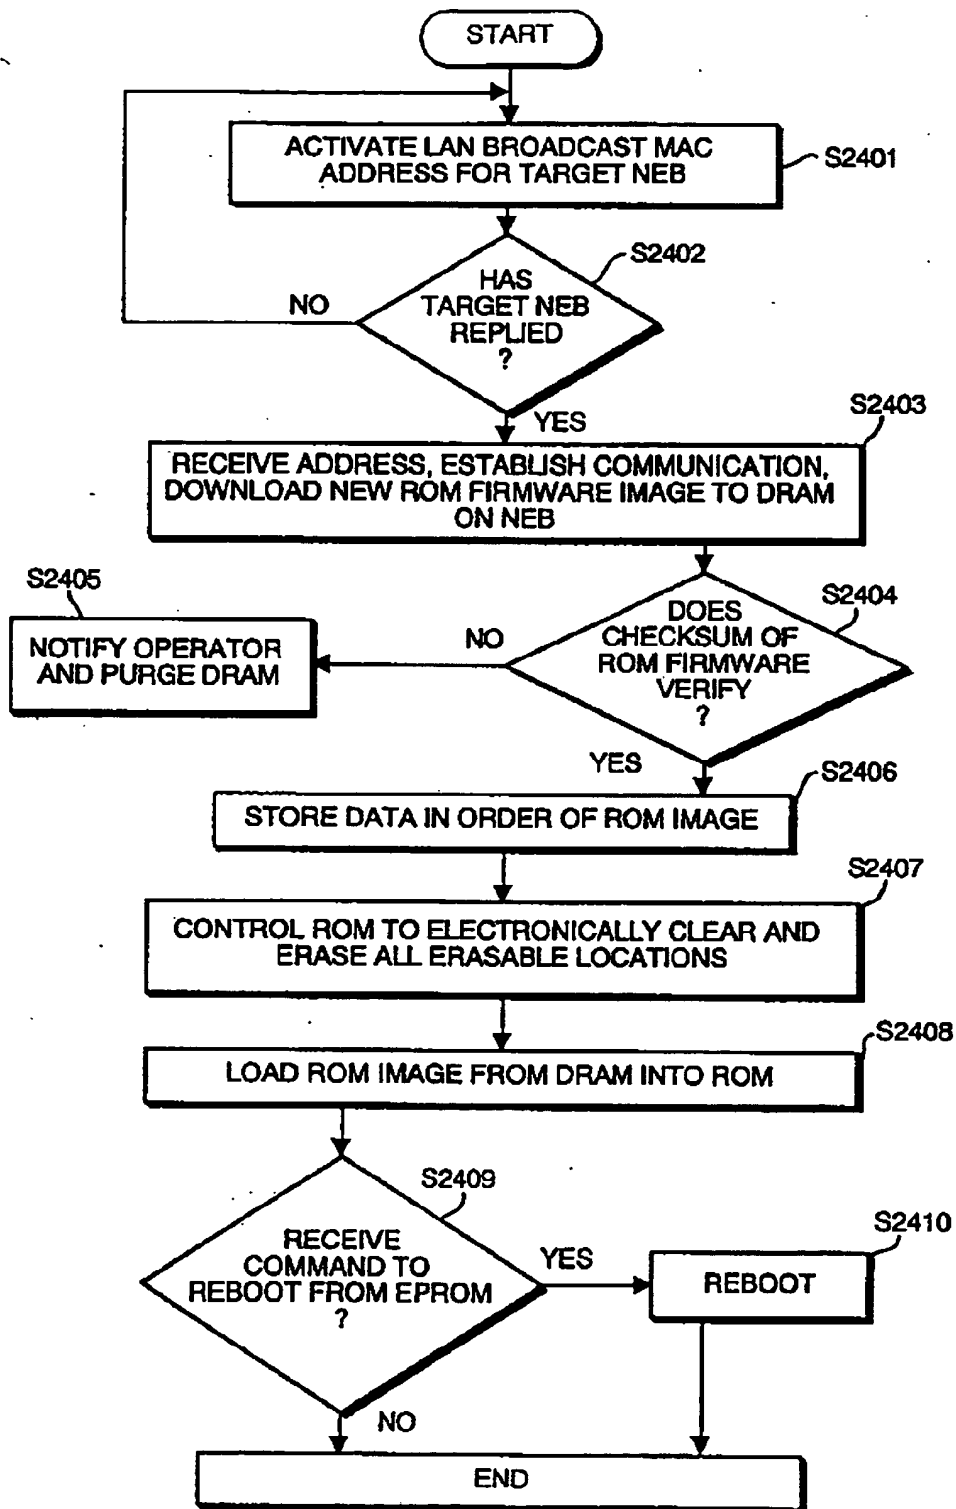 START
ACTIVATE LAN BROADCAST MAC
ADDRESS FOR TARGET NEB
S2401
S2402
HAS
TARGET NEB
REPLIED
?
NO
YES
S2403
RECEIVE ADDRESS, ESTABLISH COMMUNICATION,
DOWNLOAD NEW ROM FIRMWARE IMAGE TO DRAM
ON NEB
S2405
NOTIFY OPERATOR
AND PURGE DRAM
NO
S2404
DOES
CHECKSUM OF
ROM FIRMWARE
VERIFY
?
YES
S2406
STORE DATA IN ORDER OF ROM IMAGE
S2407
CONTROL ROM TO ELECTRONICALLY CLEAR AND
ERASE ALL ERASABLE LOCATIONS
S2408
LOAD ROM IMAGE FROM DRAM INTO ROM
S2409
RECEIVE
COMMAND TO
REBOOT FROM EPROM
?
YES
S2410
REBOOT
NO
END